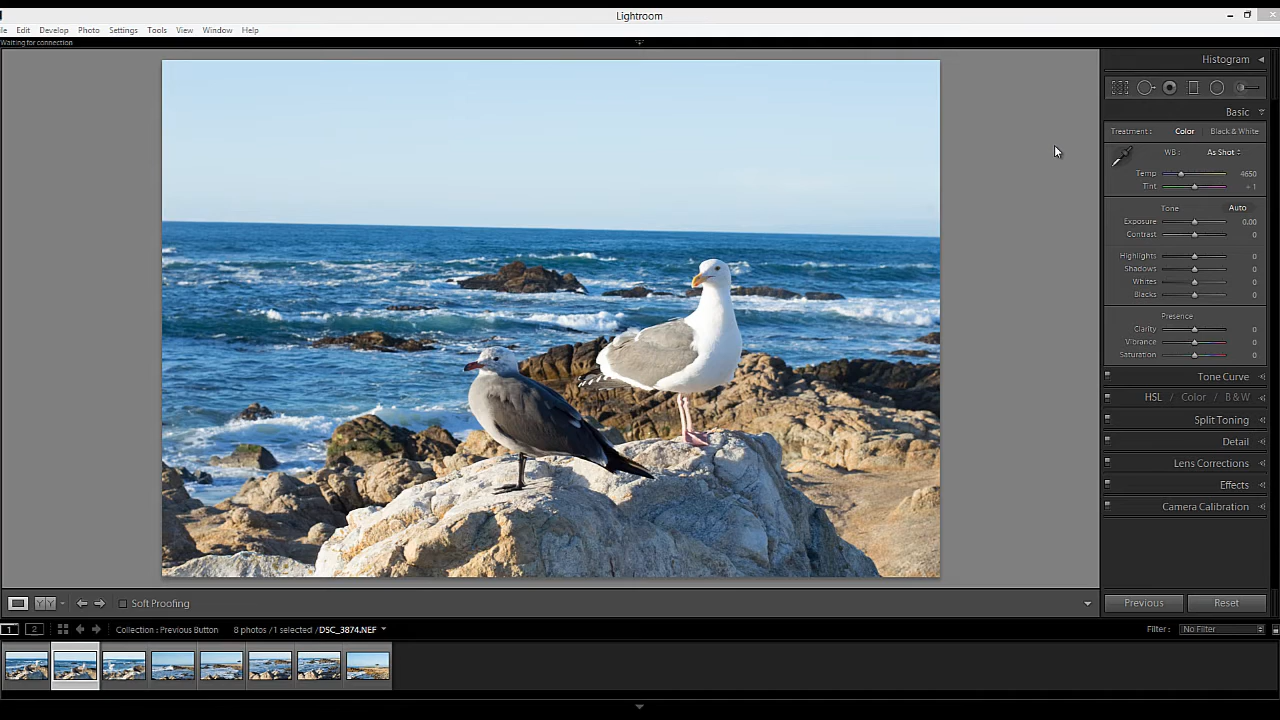 Lightroom
le Edit Develop Photo Settings Tools View Window Help
Waiting for connection
Histogram
Basic
Treatment : Color Black & White
WB : As Shot
Temp 4650
Tint + 1
Tone Auto
Exposure 0.00
Contrast 0
Highlights 0
Shadows 0
Whites 0
Blacks 0
Presence
Clarity 0
Vibrance 0
Saturation 0
Tone Curve
HSL / Color / B & W
Split Toning
Detail
Lens Corrections
Effects
Camera Calibration
Y Y Soft Proofing Previous Reset
1 2 Collection : Previous Button 8 photos / 1 selected / DSC_3874.NEF Filter : No Filter